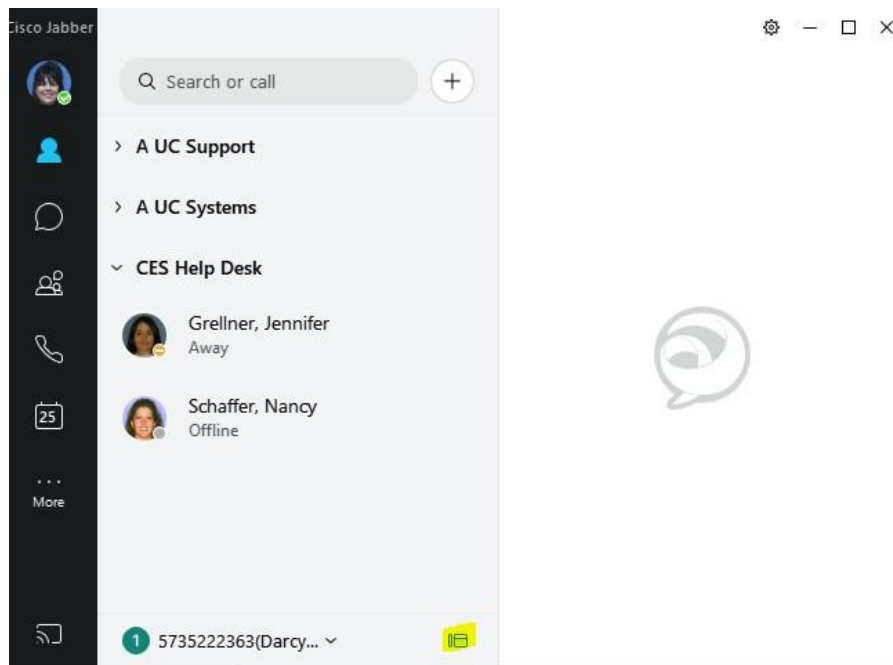 Cisco Jabber
Search or call
A UC Support
A UC Systems
CES Help Desk
Grellner, Jennifer
Away
Schaffer, Nancy
Offline
25
...
More
1 5735222363(Darcy...